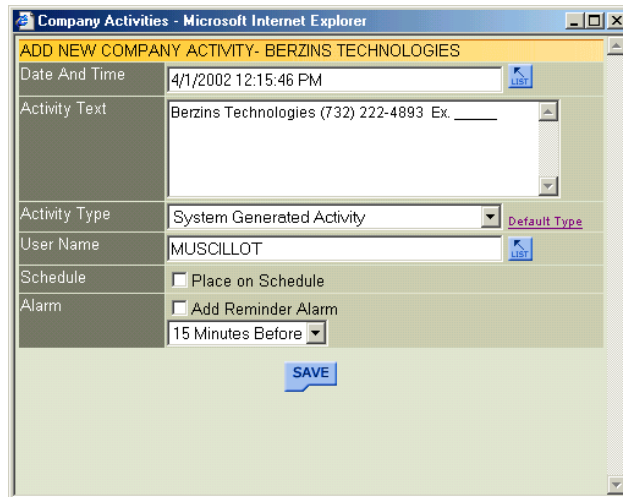 Company Activities - Microsoft Internet Explorer
ADD NEW COMPANY ACTIVITY- BERZINS TECHNOLOGIES
Date And Time 4/1/2002 12:15:46 PM LIST
Activity Text Berzins Technologies (732) 222-4893 Ex. _____
Activity Type System Generated Activity Default Type
User Name MUSCILLOT LIST
Schedule Place on Schedule
Alarm Add Reminder Alarm
15 Minutes Before
SAVE